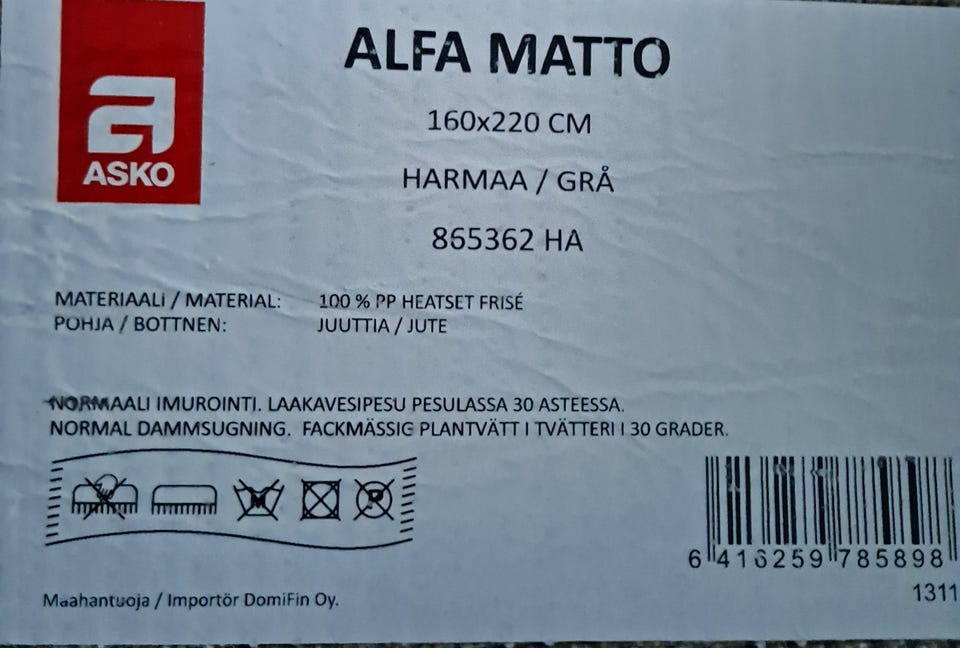 ALFA MATTO
ASKO
160x220 CM
HARMAA / GRÅ
865362 HA
MATERIAALI / MATERIAL: 100 % PP HEATSET FRISÉ
POHJA / BOTTNEN: JUUTTIA / JUTE
NORMAALI IMUROINTI. LAAKAVESIPESU PESULASSA 30 ASTEESSA.
NORMAL DAMMSUGNING. FACKMÄSSIG PLANTVÄTT I TVÄTTERI I 30 GRADER.
M
P
6 416259 785898
1311
Maahantuoja / Importör DomiFin Oy.